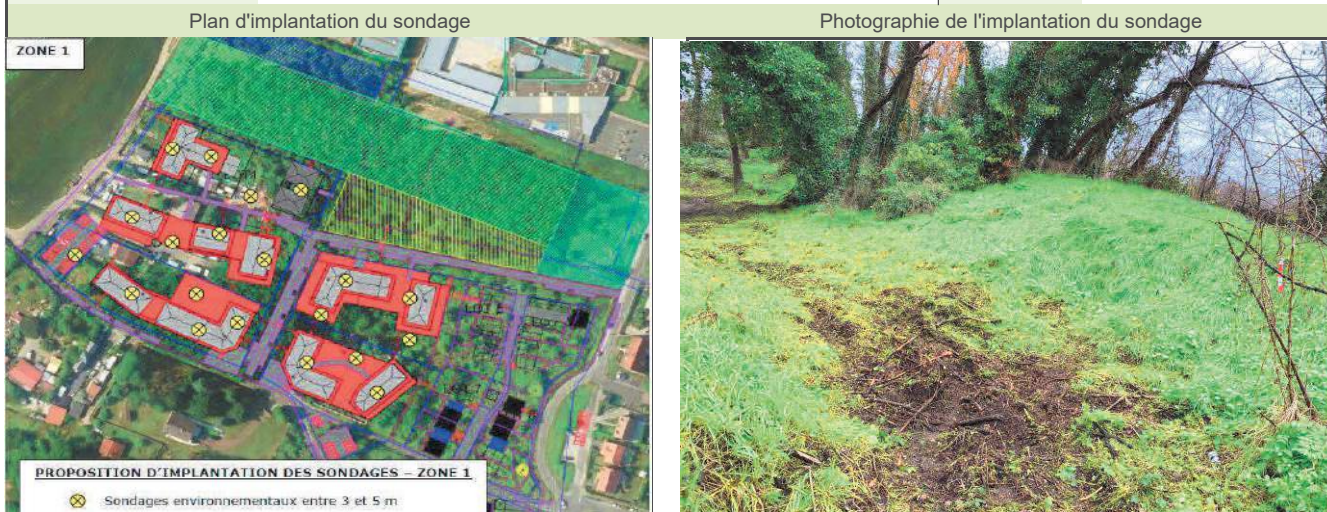 Plan d'implantation du sondage
Photographie de l'implantation du sondage
ZONE 1
PROPOSITION D'IMPLANTATION DES SONDAGES – ZONE 1
Sondages environnementaux entre 3 et 5 m